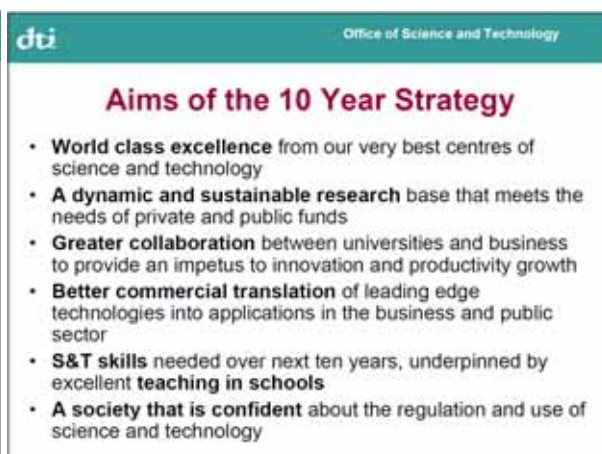 dti
Office of Science and Technology
Aims of the 10 Year Strategy
• World class excellence from our very best centres of
science and technology
• A dynamic and sustainable research base that meets the
needs of private and public funds
• Greater collaboration between universities and business
to provide an impetus to innovation and productivity growth
• Better commercial translation of leading edge
technologies into applications in the business and public
sector
• S&T skills needed over next ten years, underpinned by
excellent teaching in schools
• A society that is confident about the regulation and use of
science and technology